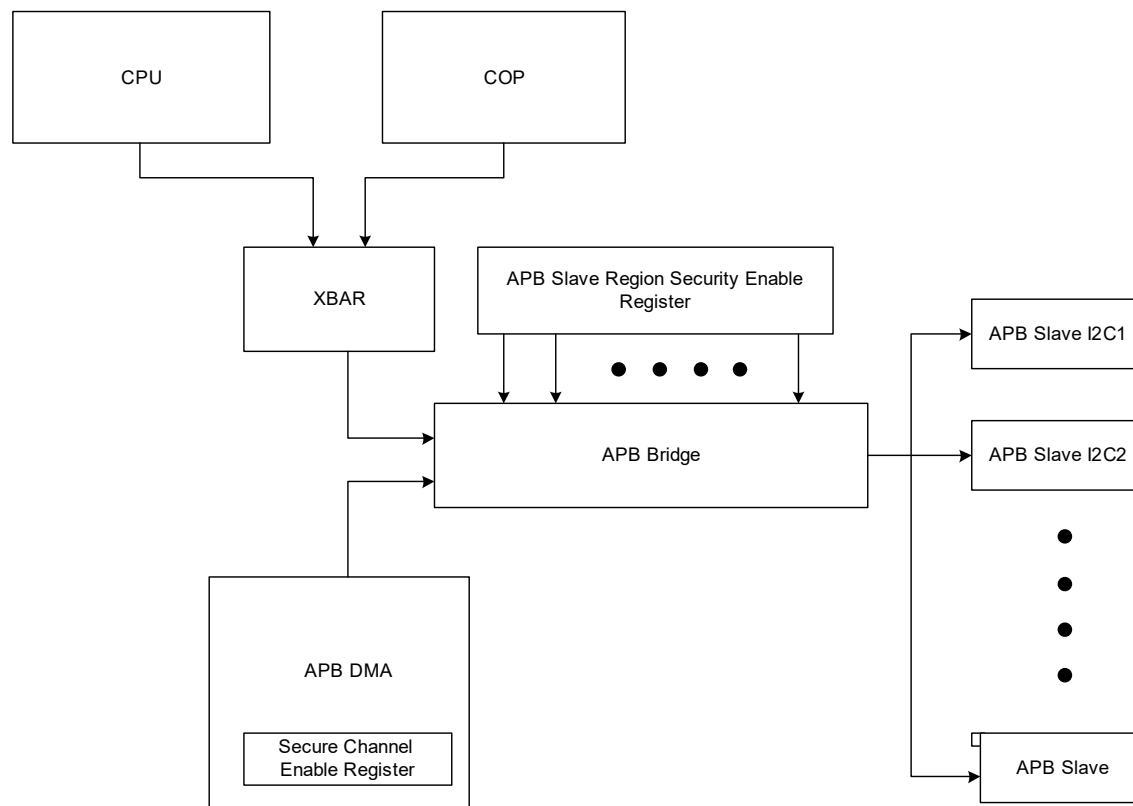 CPU
COP
XBAR
APB Slave Region Security Enable
Register
APB Slave I2C1
APB Bridge
APB Slave I2C2
APB DMA
Secure Channel
Enable Register
APB Slave